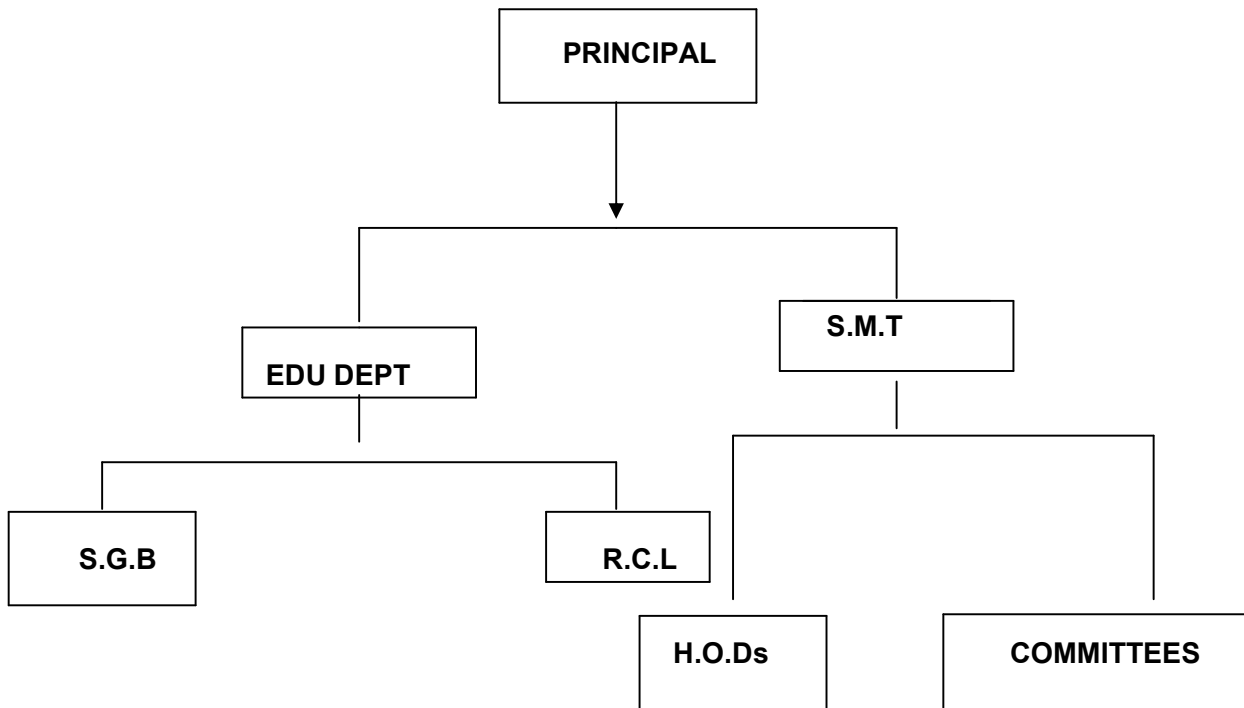 PRINCIPAL
S.M.T
EDU DEPT
S.G.B
R.C.L
H.O.Ds
COMMITTEES